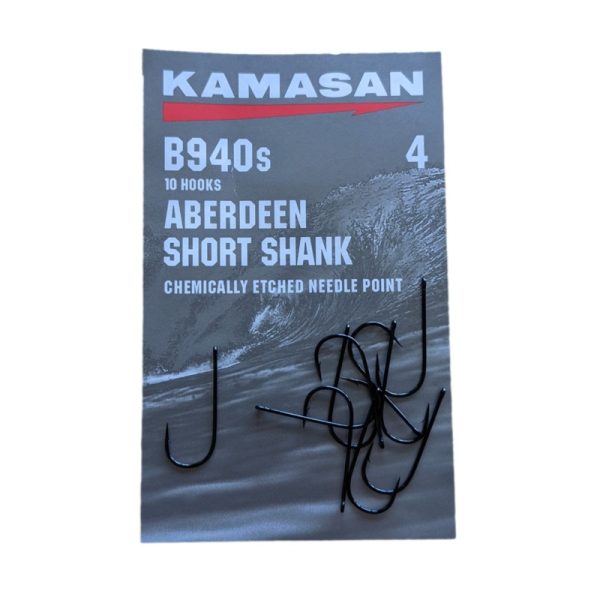 KAMASAN
B940s 4
10 HOOKS
ABERDEEN
SHORT SHANK
CHEMICALLY ETCHED NEEDLE POINT